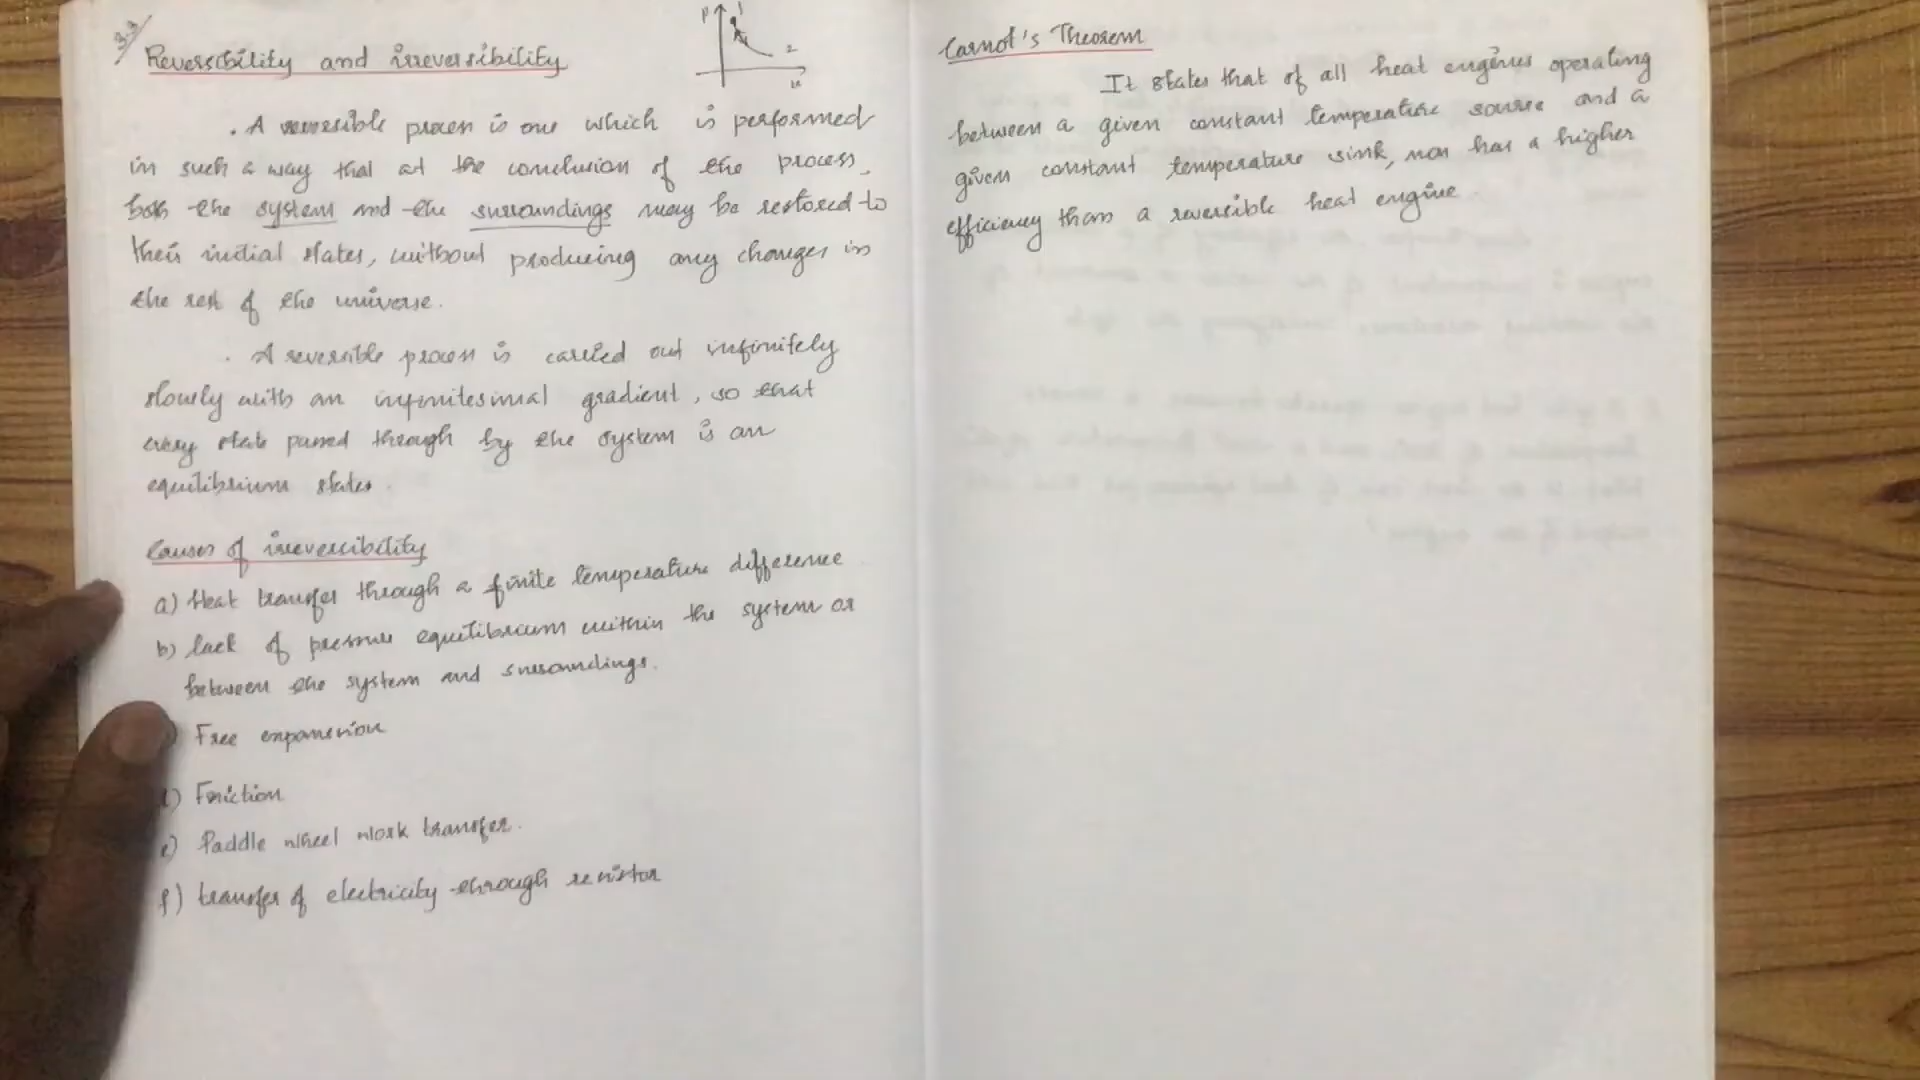 3.3
Reversibility and irreversibility
P
1
2
. A reversible process is one which is performed
in such a way that at the conclusion of the process,
both the system and the surroundings may be restored to
their initial states, without producing any changes in
the rest of the universe.
. A reversible process is carried out infinitely
slowly with an infinitesimal gradient, so that
every state passed through by the system is an
equilibrium states.
Causes of irreversibility
a) Heat transfer through a finite temperature difference
b) lack of pressure equilibrium within the system or
between the system and surroundings.
) Free expansion
) Friction
e) Paddle wheel work transfer.
f) transfer of electricity through resistor
Carnot's Theorem
It states that of all heat engines operating
between a given constant temperature source and a
given constant temperature sink, non has a higher
efficiency than a reversible heat engine.